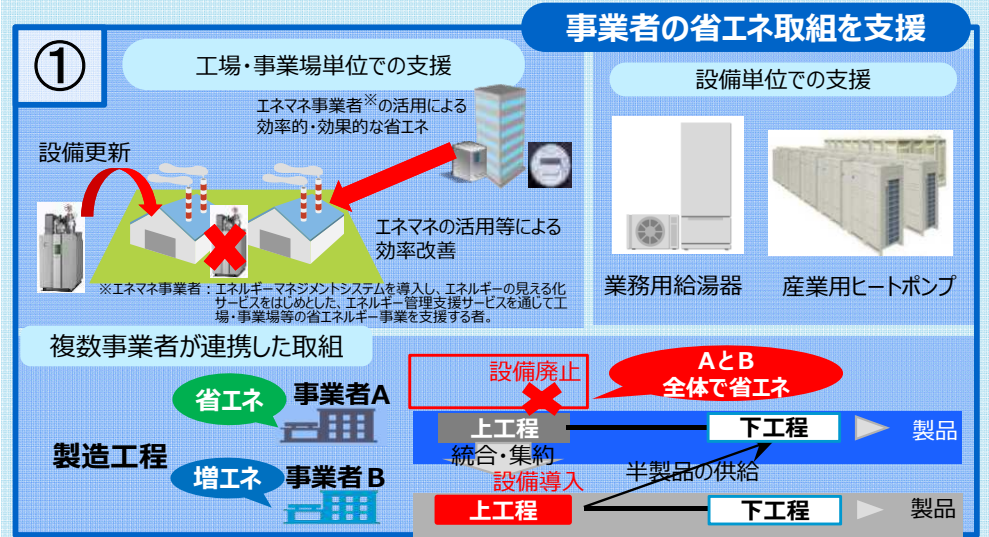 事業者の省エネ取組を支援
①
工場・事業場単位での支援
エネマネ事業者※の活用による
効率的・効果的な省エネ
設備更新
エネマネの活用等による
効率改善
※エネマネ事業者：エネルギーマネジメントシステムを導入し、エネルギーの見える化
サービスをはじめとした、エネルギー管理支援サービスを通じて工
場・事業場等の省エネルギー事業を支援する者。
設備単位での支援
業務用給湯器
産業用ヒートポンプ
複数事業者が連携した取組
製造工程
省エネ
事業者A
増エネ
事業者B
設備廃止
AとB
全体で省エネ
上工程
下工程
製品
統合・集約
半製品の供給
設備導入
上工程
下工程
製品